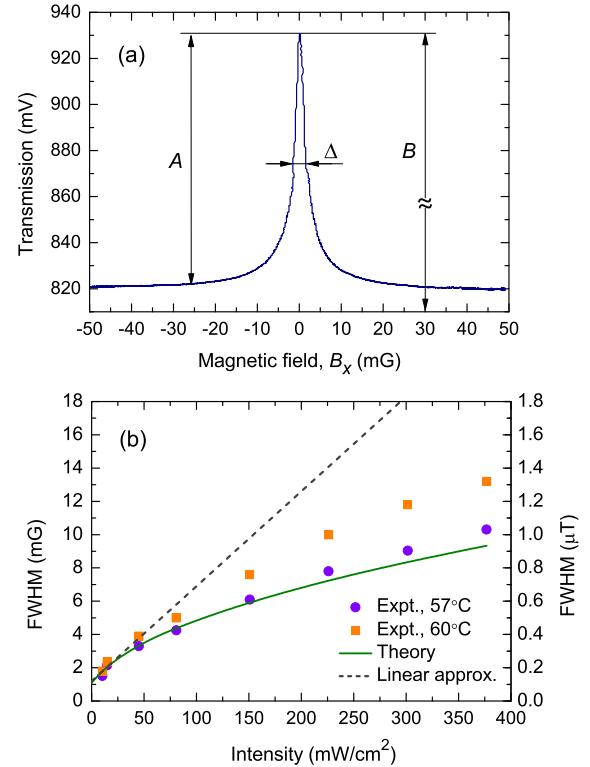 (a)
Transmission (mV)
940
920
900
880
860
840
820
A
Δ
B
≈
-50 -40 -30 -20 -10 0 10 20 30 40 50
Magnetic field, Bₓ (mG)
(b)
FWHM (mG)
18
16
14
12
10
8
6
4
2
0
1.8
1.6
1.4
1.2
1.0
0.8
0.6
0.4
0.2
0.0
FWHM (μT)
Expt., 57°C
Expt., 60°C
Theory
Linear approx.
0 50 100 150 200 250 300 350 400
Intensity (mW/cm²)